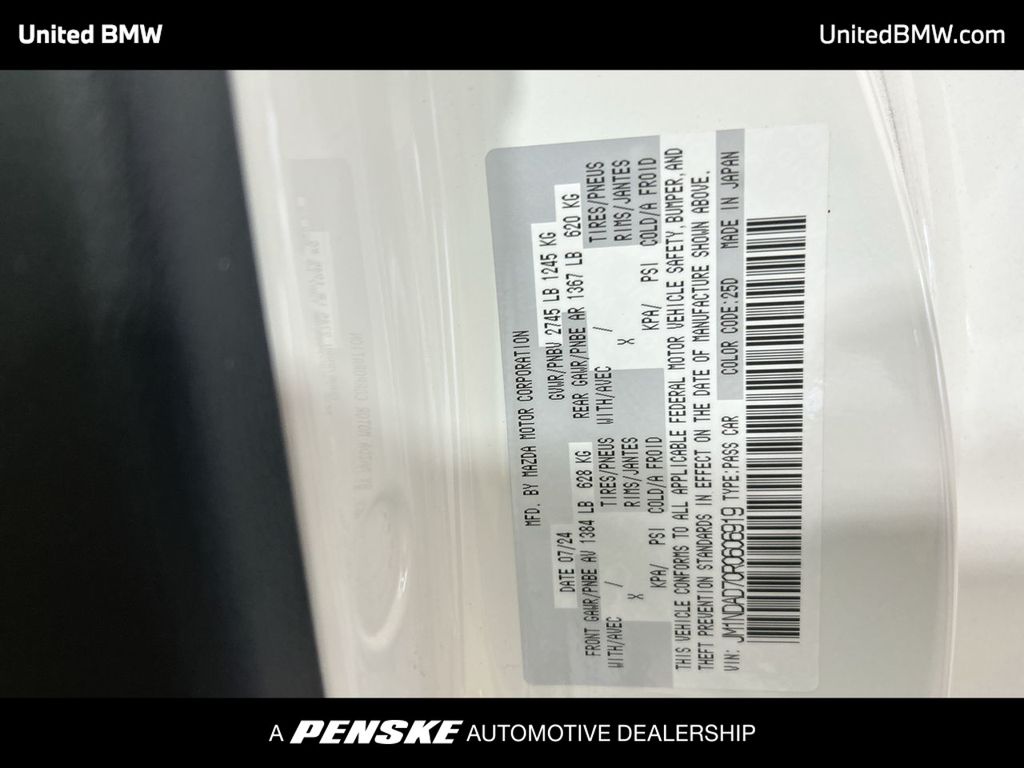 United BMW
UnitedBMW.com
MFD. BY MAZDA MOTOR CORPORATION
DATE 07/24 GVWR/PNBV 2745 LB 1245 KG
FRONT GAWR/PNBE AV 1384 LB 628 KG REAR GAWR/PNBE AR 1367 LB 620 KG
WITH/AVEC TIRES/PNEUS WITH/AVEC TIRES/PNEUS
/ RIMS/JANTES / RIMS/JANTES
X X
KPA/ PSI COLD/A FROID KPA/ PSI COLD/A FROID
THIS VEHICLE CONFORMS TO ALL APPLICABLE FEDERAL MOTOR VEHICLE SAFETY, BUMPER, AND
THEFT PREVENTION STANDARDS IN EFFECT ON THE DATE OF MANUFACTURE SHOWN ABOVE.
VIN: JM1NDAD70R0606919 TYPE:PASS CAR COLOR CODE:25D MADE IN JAPAN
A PENSKE AUTOMOTIVE DEALERSHIP